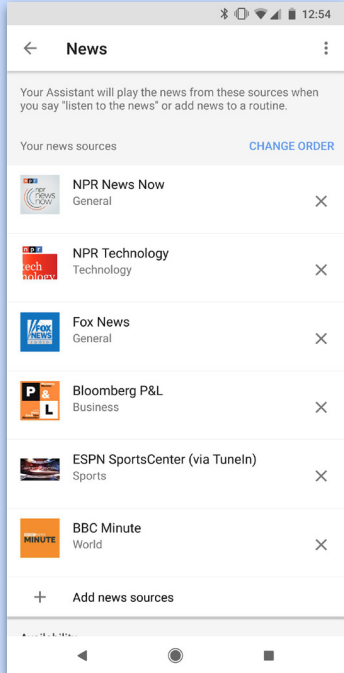 12:54
News
Your Assistant will play the news from these sources when
you say "listen to the news" or add news to a routine.
Your news sources
CHANGE ORDER
npr
npr
news
now
NPR News Now
General
npr
tech
nology
NPR Technology
Technology
FOX
NEWS
Fox News
General
P &
L
Bloomberg P&L
Business
ESPN SportsCenter (via TuneIn)
Sports
MINUTE
BBC Minute
World
Add news sources